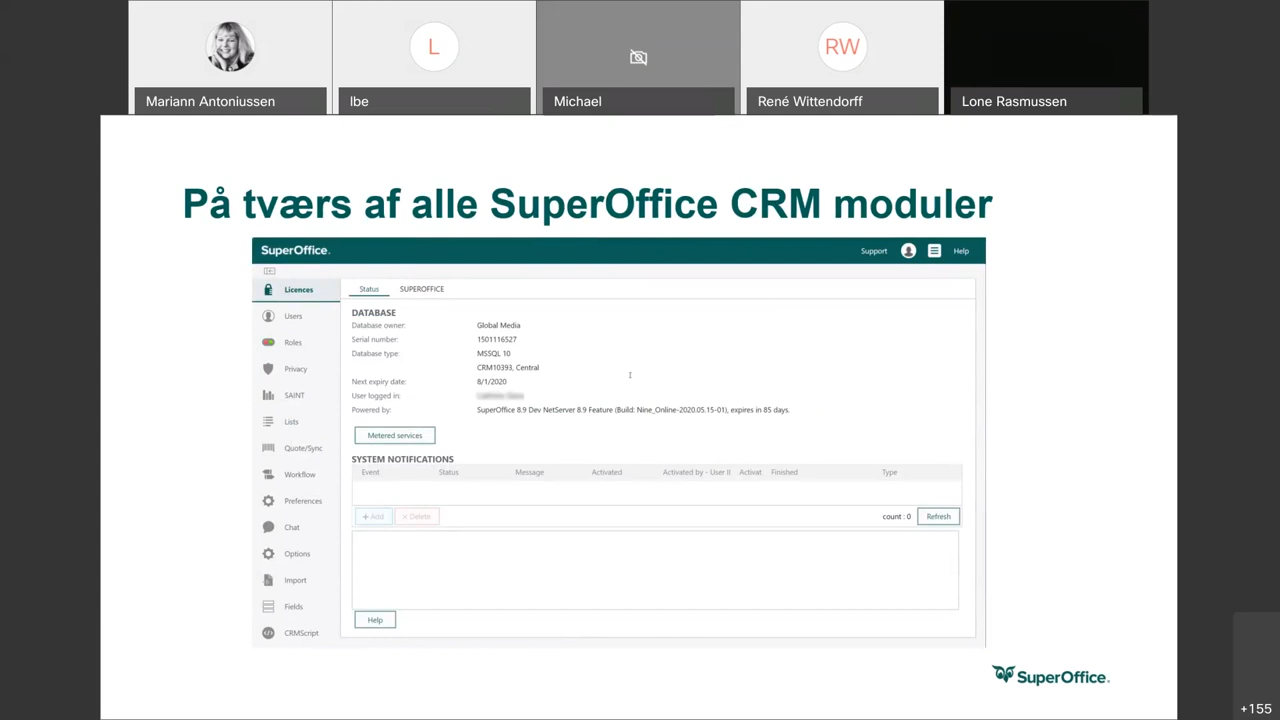 L
RW
Mariann Antoniussen
Ibe
Michael
René Wittendorff
Lone Rasmussen
På tværs af alle SuperOffice CRM moduler
SuperOffice.
Support
Help
Licences
Users
Roles
Privacy
SAINT
Lists
Quote/Sync
Workflow
Preferences
Chat
Options
Import
Fields
CRMScript
Status SUPEROFFICE
DATABASE
Database owner: Global Media
Serial number: 1501116527
Database type: MSSQL 10
CRM10393, Central
Next expiry date: 8/1/2020
User logged in:
Powered by: SuperOffice 8.9 Dev NetServer 8.9 Feature (Build: Nine_Online-2020.05.15-01), expires in 85 days.
Metered services
SYSTEM NOTIFICATIONS
Event Status Message Activated Activated by - User II Activat Finished Type
+ Add × Delete count : 0 Refresh
Help
SuperOffice.
+155